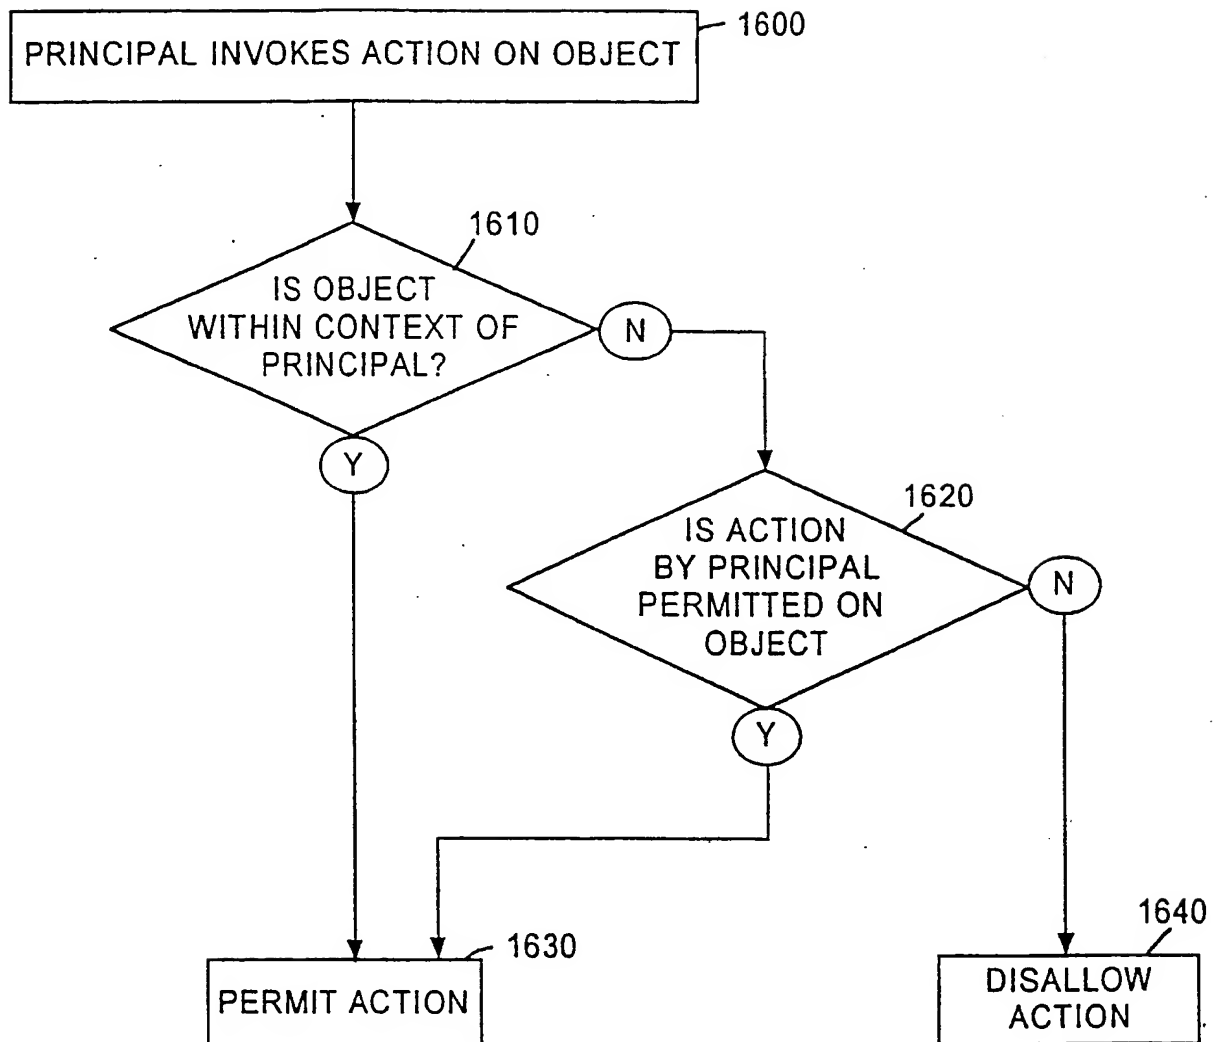 1600
PRINCIPAL INVOKES ACTION ON OBJECT
1610
IS OBJECT
WITHIN CONTEXT OF
PRINCIPAL?
N
Y
1620
IS ACTION
BY PRINCIPAL
PERMITTED ON
OBJECT
N
Y
1630
PERMIT ACTION
1640
DISALLOW
ACTION